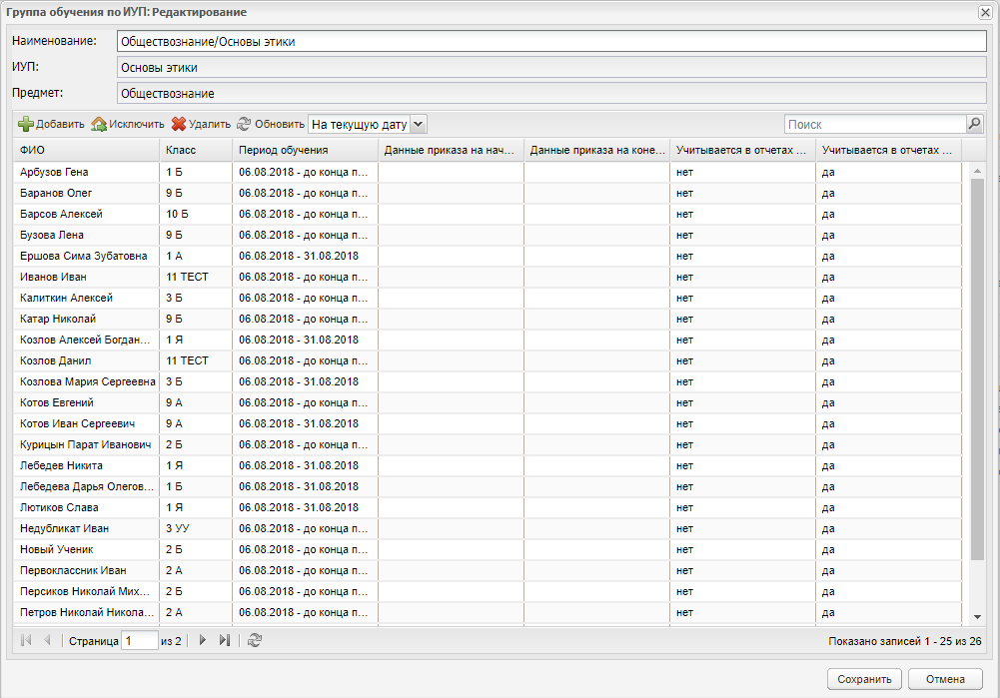 Группа обучения по ИУП: Редактирование
Наименование: Обществознание/Основы этики
ИУП: Основы этики
Предмет: Обществознание
Добавить Исключить Удалить Обновить На текущую дату Поиск
ФИО Класс Период обучения Данные приказа на нач... Данные приказа на коне... Учитывается в отчетах ... Учитывается в отчетах ...
Арбузов Гена 1 Б 06.08.2018 - до конца п... нет да
Баранов Олег 9 Б 06.08.2018 - до конца п... нет да
Барсов Алексей 10 Б 06.08.2018 - до конца п... нет да
Бузова Лена 9 Б 06.08.2018 - до конца п... нет да
Ершова Сима Зубатовна 1 А 06.08.2018 - 31.08.2018 нет да
Иванов Иван 11 ТЕСТ 06.08.2018 - до конца п... нет да
Калиткин Алексей 3 Б 06.08.2018 - до конца п... нет да
Катар Николай 9 Б 06.08.2018 - до конца п... нет да
Козлов Алексей Богдан... 1 Я 06.08.2018 - 31.08.2018 нет да
Козлов Данил 11 ТЕСТ 06.08.2018 - до конца п... нет да
Козлова Мария Сергеевна 3 Б 06.08.2018 - 31.08.2018 нет да
Котов Евгений 9 А 06.08.2018 - до конца п... нет да
Котов Иван Сергеевич 9 А 06.08.2018 - 31.08.2018 нет да
Курицын Парат Иванович 2 Б 06.08.2018 - до конца п... нет да
Лебедев Никита 1 Я 06.08.2018 - 31.08.2018 нет да
Лебедева Дарья Олегов... 1 Б 06.08.2018 - 31.08.2018 нет да
Лютиков Слава 1 Я 06.08.2018 - 31.08.2018 нет да
Недубликат Иван 3 УУ 06.08.2018 - до конца п... нет да
Новый Ученик 2 Б 06.08.2018 - до конца п... нет да
Первоклассник Иван 2 А 06.08.2018 - до конца п... нет да
Персиков Николай Мих... 2 Б 06.08.2018 - до конца п... нет да
Петров Николай Никола... 2 А 06.08.2018 - до конца п... нет да
Страница 1 из 2 Показано записей 1 - 25 из 26
Сохранить Отмена